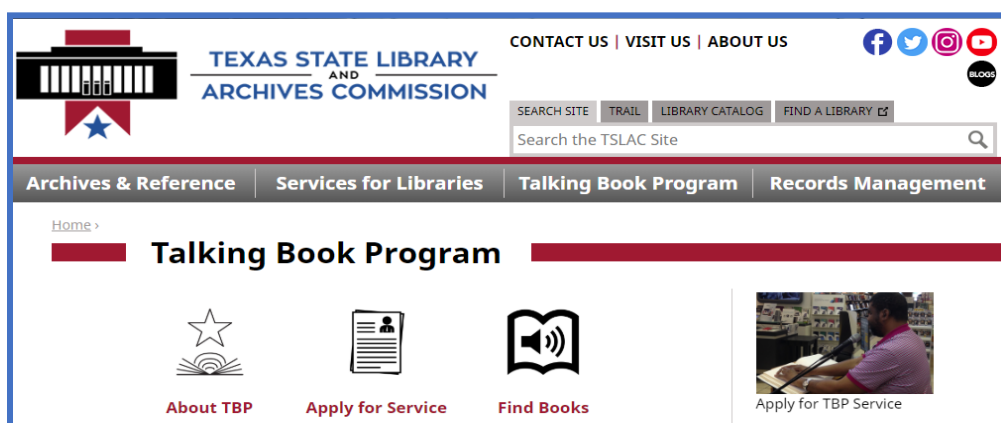 TEXAS STATE LIBRARY
AND
ARCHIVES COMMISSION
CONTACT US | VISIT US | ABOUT US
BLOGS
SEARCH SITE TRAIL LIBRARY CATALOG FIND A LIBRARY
Search the TSLAC Site
Archives & Reference Services for Libraries Talking Book Program Records Management
Home ›
Talking Book Program
About TBP Apply for Service Find Books
Apply for TBP Service